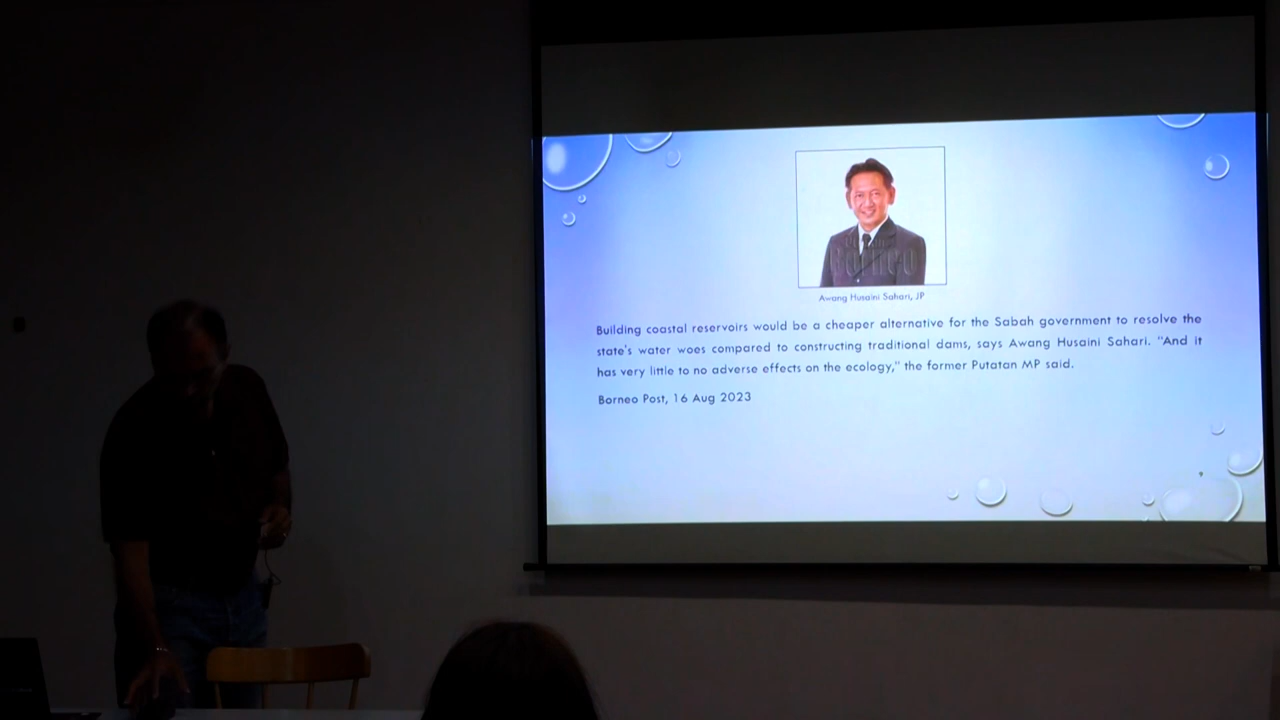 Borneo
Awang Husaini Sahari, JP
Building coastal reservoirs would be a cheaper alternative for the Sabah government to resolve the
state's water woes compared to constructing traditional dams, says Awang Husaini Sahari. "And it
has very little to no adverse effects on the ecology," the former Putatan MP said.
Borneo Post, 16 Aug 2023